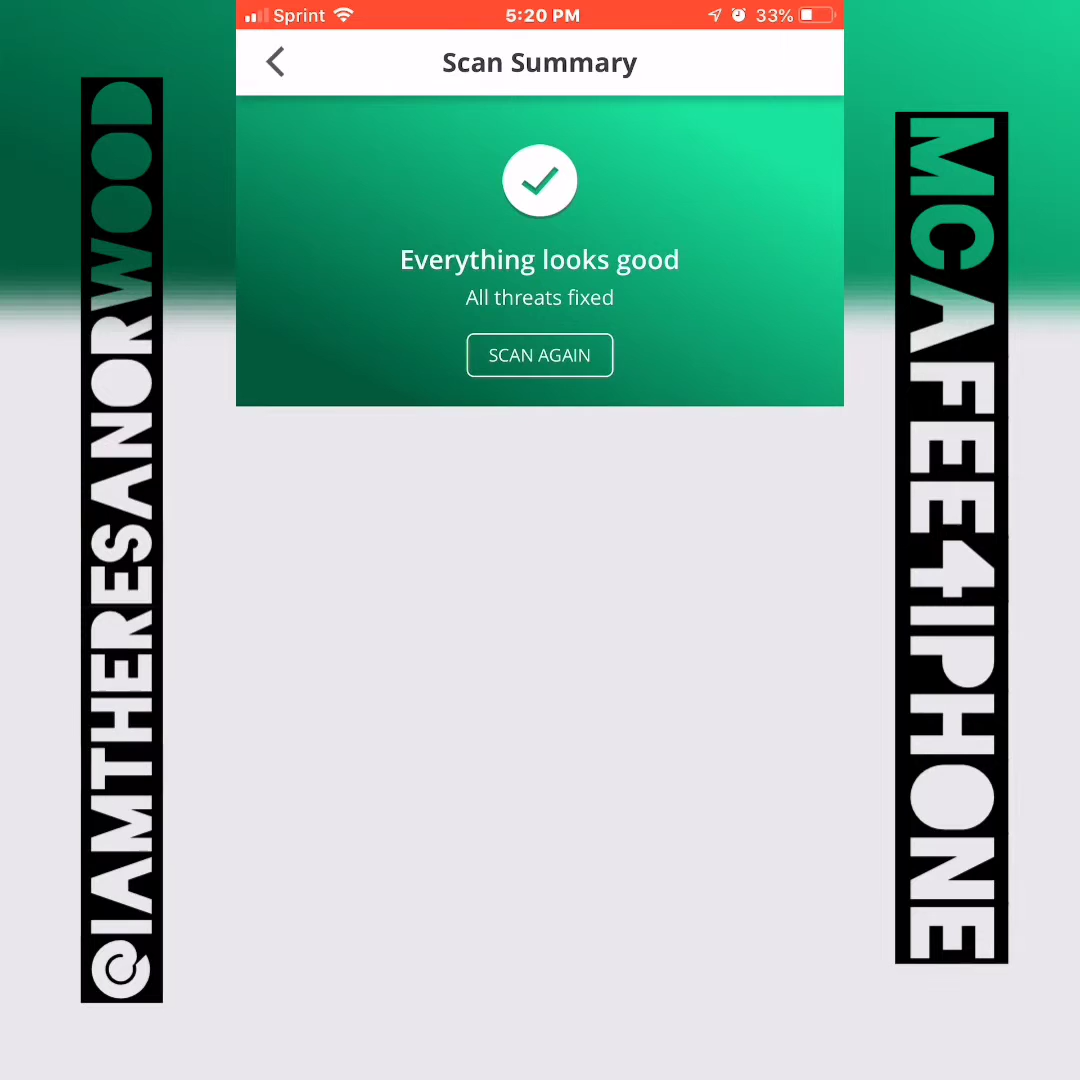 Sprint 5:20 PM 33%
Scan Summary
Everything looks good
All threats fixed
SCAN AGAIN
@IAMTHERESANORWOOD
MCAFEE4IPHONE